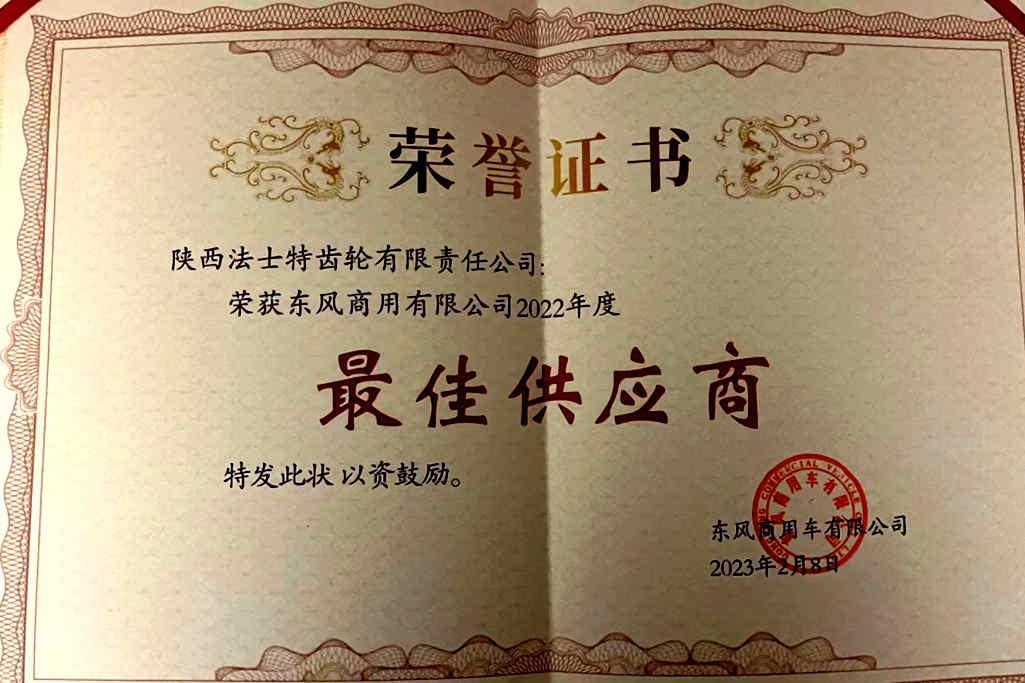 荣誉证书
陕西法士特齿轮有限责任公司:
荣获东风商用有限公司2022年度
最佳供应商
特发此状 以资鼓励。
东风商用车有限公司
2023年2月8日